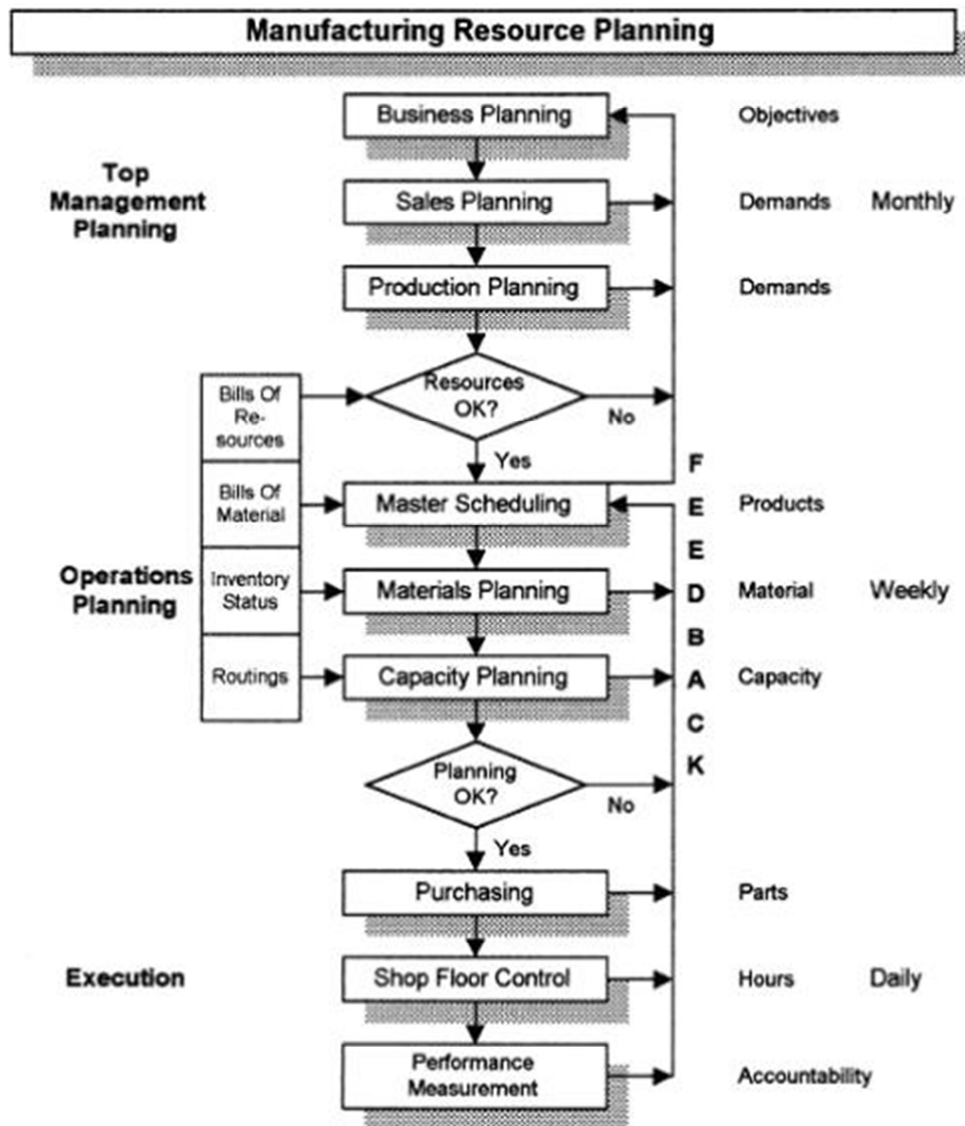 Manufacturing Resource Planning
Business Planning
Objectives
Top
Management
Planning
Sales Planning
Demands
Monthly
Production Planning
Demands
Resources
OK?
No
Yes
Bills Of
Re-
sources
Bills Of
Material
Inventory
Status
Routings
Operations
Planning
Master Scheduling
Products
Materials Planning
Material
Weekly
Capacity Planning
Capacity
F
E
E
D
B
A
C
K
Planning
OK?
No
Yes
Purchasing
Parts
Execution
Shop Floor Control
Hours
Daily
Performance
Measurement
Accountability